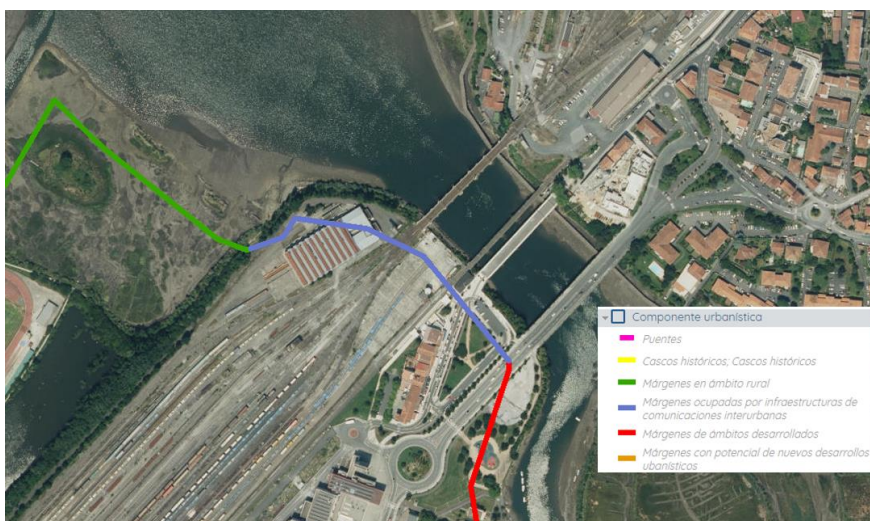 Componente urbanística
Puentes
Cascos históricos; Cascos históricos
Márgenes en ámbito rural
Márgenes ocupadas por infraestructuras de
comunicaciones interurbanas
Márgenes de ámbitos desarrollados
Márgenes con potencial de nuevos desarrollos
ubanísticos